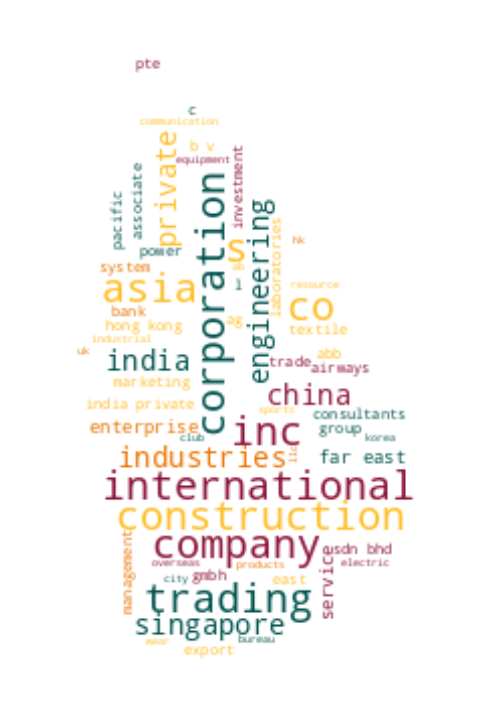 pte
c
communication
b v
equipment
private
investment
corporation
associate
pacific
s
engineering
laboratories
hk
power
system
asia
l
resource
co
bank
ag
hong kong
textile
industrial
uk
india
abb
trade
airways
marketing
china
india private
sports
consultants
enterprise
inc
group
club
korea
industries
llc
far east
international
construction
company
sdn bhd
overseas
products
electric
management
city
gmbh
east
service
trading
singapore
bureau
export